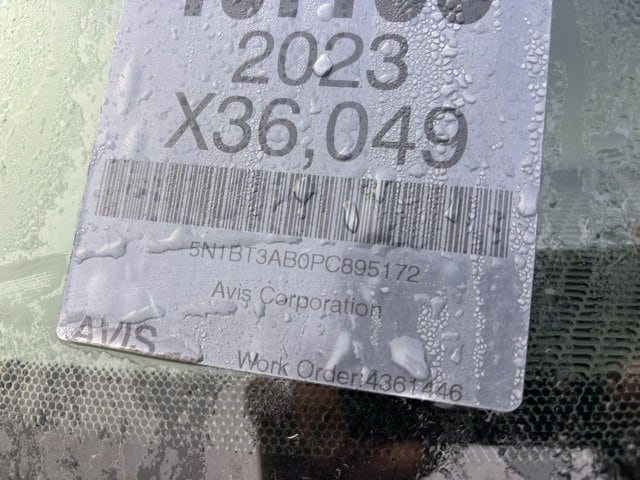 2023
X36,049
5N1BT3AB0PC895172
Avis Corporation
AVIS
Work Order:4361446